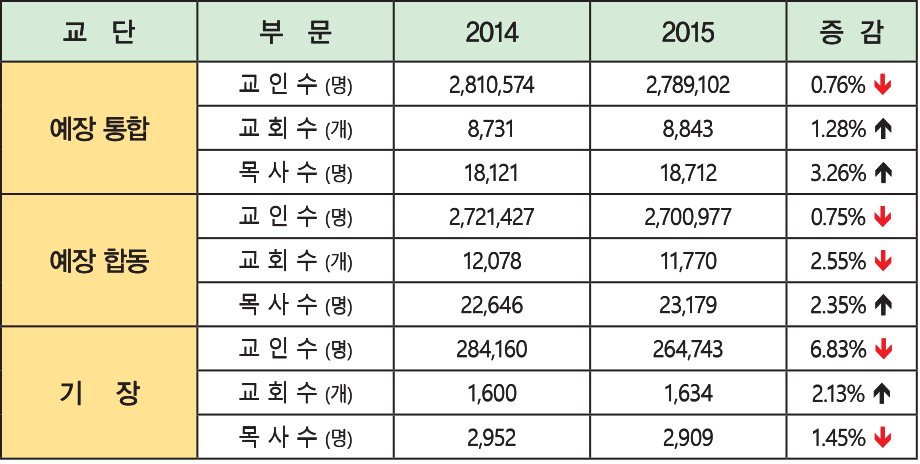 교 단 부 문 2014 2015 증 감
예장 통합 교 인 수 (명) 2,810,574 2,789,102 0.76% ↓
교 회 수 (개) 8,731 8,843 1.28% ↑
목 사 수 (명) 18,121 18,712 3.26% ↑
예장 합동 교 인 수 (명) 2,721,427 2,700,977 0.75% ↓
교 회 수 (개) 12,078 11,770 2.55% ↓
목 사 수 (명) 22,646 23,179 2.35% ↑
기 장 교 인 수 (명) 284,160 264,743 6.83% ↓
교 회 수 (개) 1,600 1,634 2.13% ↑
목 사 수 (명) 2,952 2,909 1.45% ↓